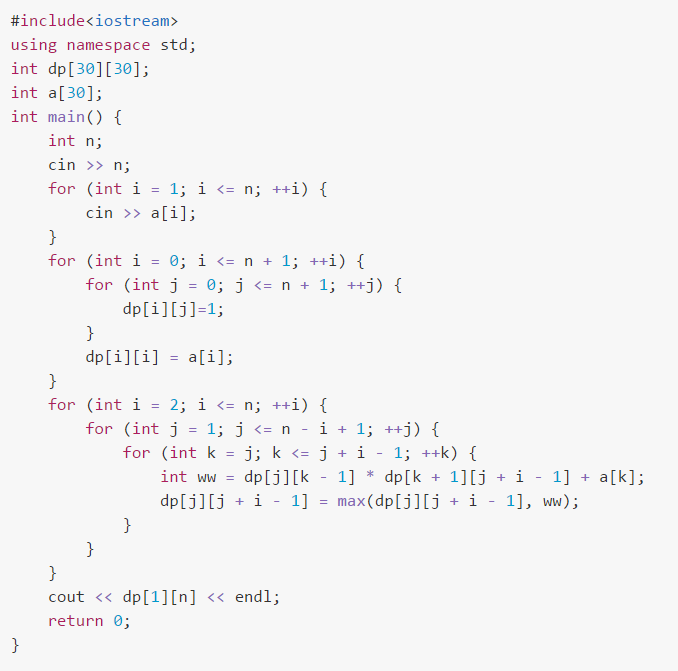 #include<iostream>
using namespace std;
int dp[30][30];
int a[30];
int main() {
    int n;
    cin >> n;
    for (int i = 1; i <= n; ++i) {
        cin >> a[i];
    }
    for (int i = 0; i <= n + 1; ++i) {
        for (int j = 0; j <= n + 1; ++j) {
            dp[i][j]=1;
        }
        dp[i][i] = a[i];
    }
    for (int i = 2; i <= n; ++i) {
        for (int j = 1; j <= n - i + 1; ++j) {
            for (int k = j; k <= j + i - 1; ++k) {
                int ww = dp[j][k - 1] * dp[k + 1][j + i - 1] + a[k];
                dp[j][j + i - 1] = max(dp[j][j + i - 1], ww);
            }
        }
    }
    cout << dp[1][n] << endl;
    return 0;
}